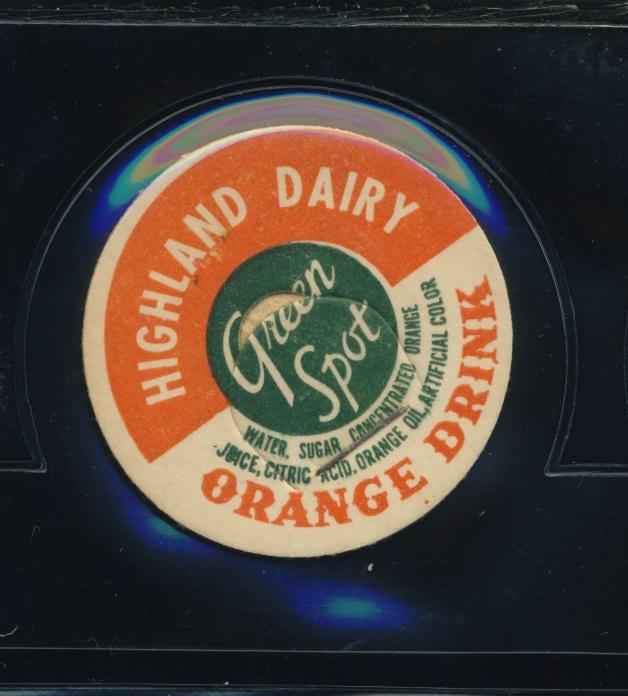 HIGHLAND DAIRY
Green
Spot
WATER, SUGAR CONCENTRATED ORANGE
JUICE, CITRIC ACID, ORANGE OIL, ARTIFICIAL COLOR
ORANGE DRINK